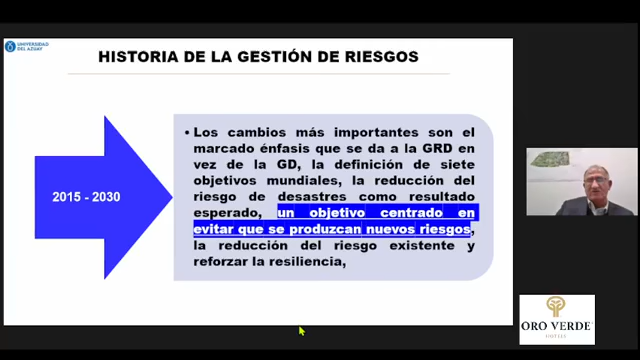 UNIVERSIDAD
DEL AZUAY
HISTORIA DE LA GESTIÓN DE RIESGOS
2015 - 2030
• Los cambios más importantes son el
marcado énfasis que se da a la GRD en
vez de la GD, la definición de siete
objetivos mundiales, la reducción del
riesgo de desastres como resultado
esperado, un objetivo centrado en
evitar que se produzcan nuevos riesgos,
la reducción del riesgo existente y
reforzar la resiliencia,
ORO VERDE
HOTELS